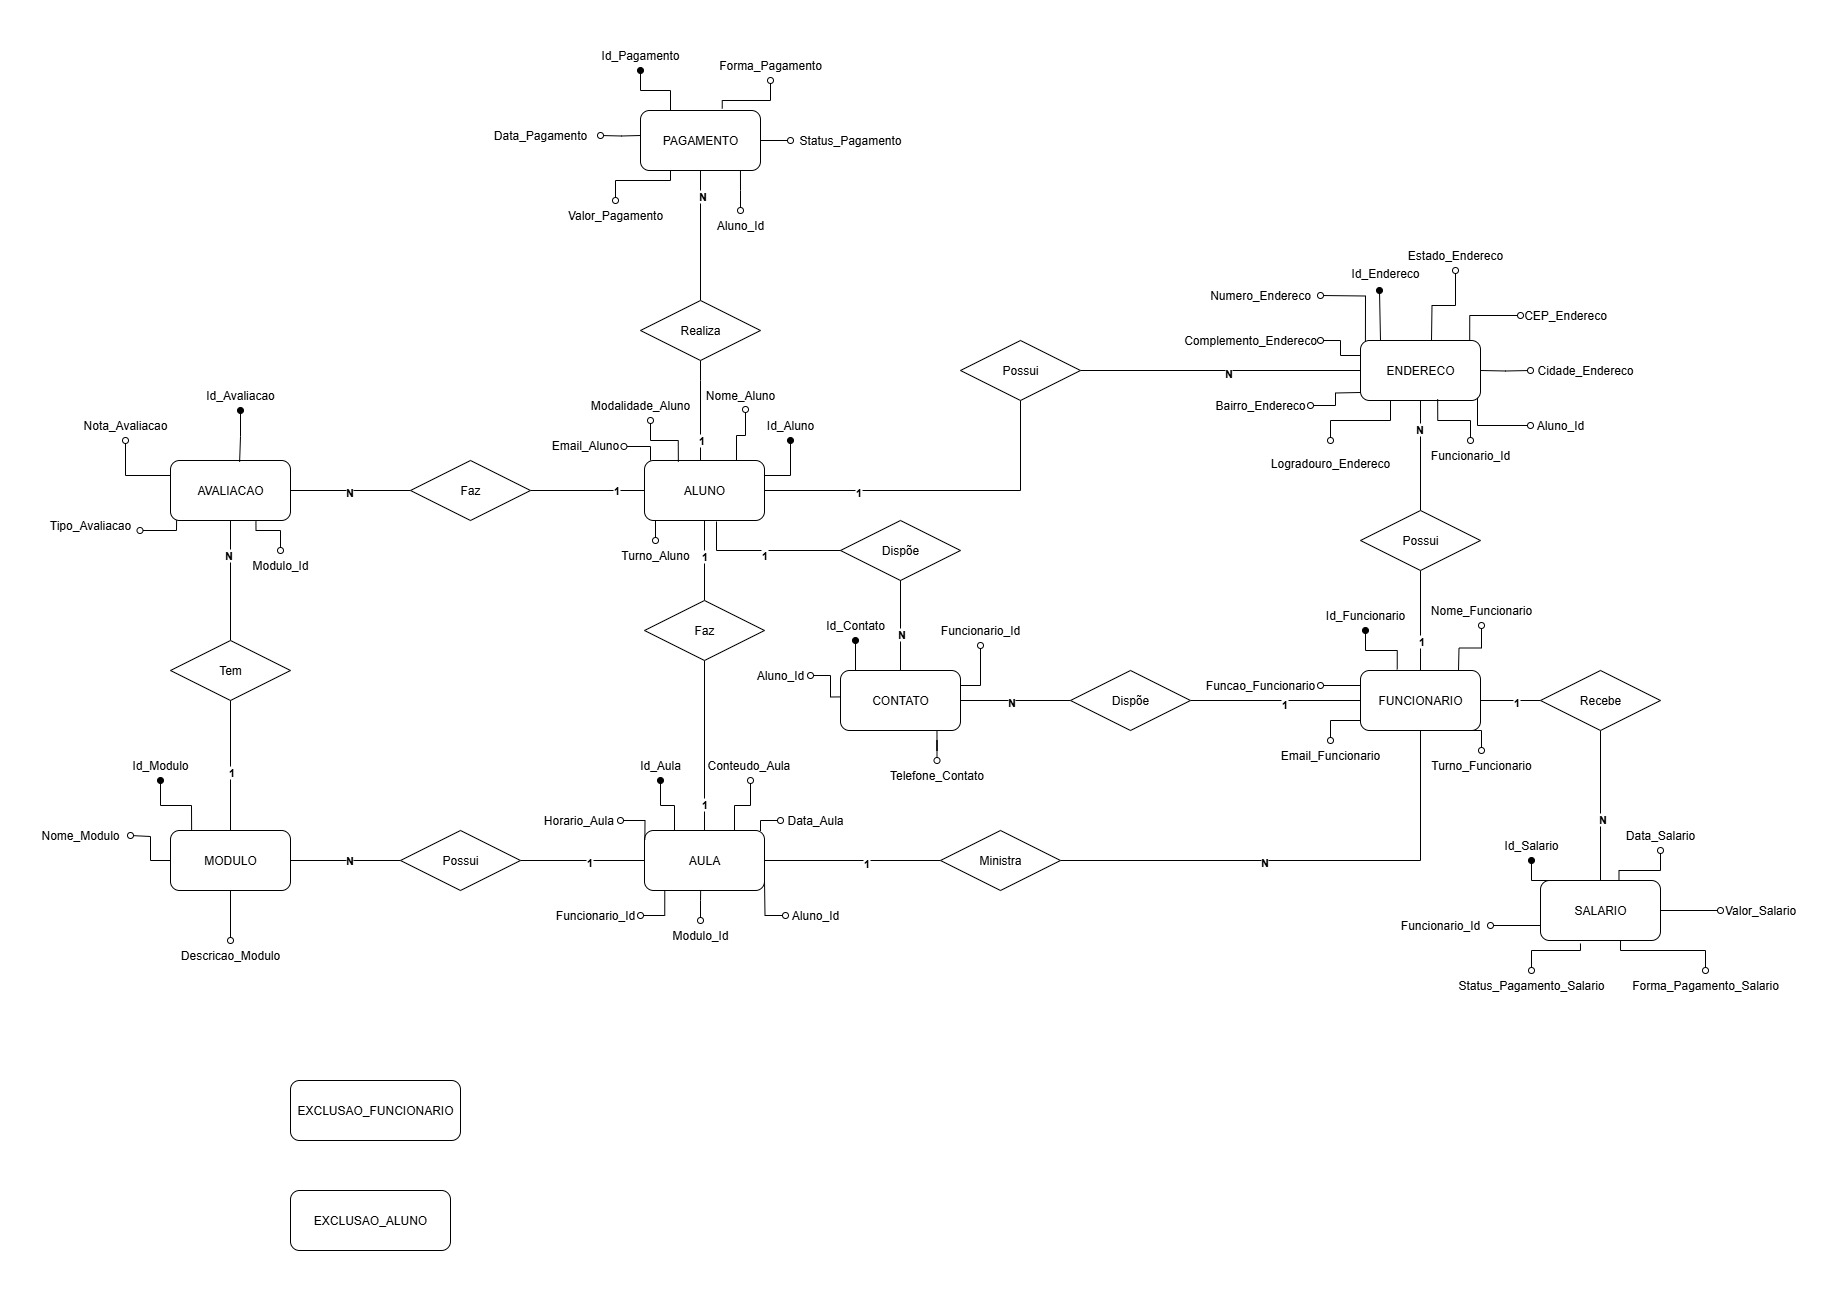 Id_Pagamento
Forma_Pagamento
Data_Pagamento
PAGAMENTO
Status_Pagamento
N
Valor_Pagamento
Aluno_Id
Estado_Endereco
Id_Endereco
Numero_Endereco
CEP_Endereco
Realiza
Complemento_Endereco
Possui
N
ENDERECO
Cidade_Endereco
Id_Avaliacao
Nome_Aluno
Modalidade_Aluno
Bairro_Endereco
Nota_Avaliacao
Id_Aluno
Aluno_Id
N
1
Email_Aluno
Funcionario_Id
Logradouro_Endereco
AVALIACAO
N
Faz
1
ALUNO
1
Tipo_Avaliacao
Possui
N
Modulo_Id
Turno_Aluno
1
1
Dispõe
Id_Funcionario
Nome_Funcionario
Id_Contato
Funcionario_Id
Faz
N
1
Tem
Aluno_Id
Funcao_Funcionario
CONTATO
N
Dispõe
1
FUNCIONARIO
1
Recebe
Email_Funcionario
Turno_Funcionario
Telefone_Contato
Id_Modulo
1
Id_Aula
Conteudo_Aula
1
Horario_Aula
Data_Aula
N
Nome_Modulo
Id_Salario
Data_Salario
MODULO
N
Possui
1
AULA
1
Ministra
N
SALARIO
Valor_Salario
Funcionario_Id
Aluno_Id
Funcionario_Id
Modulo_Id
Descricao_Modulo
Status_Pagamento_Salario
Forma_Pagamento_Salario
EXCLUSAO_FUNCIONARIO
EXCLUSAO_ALUNO